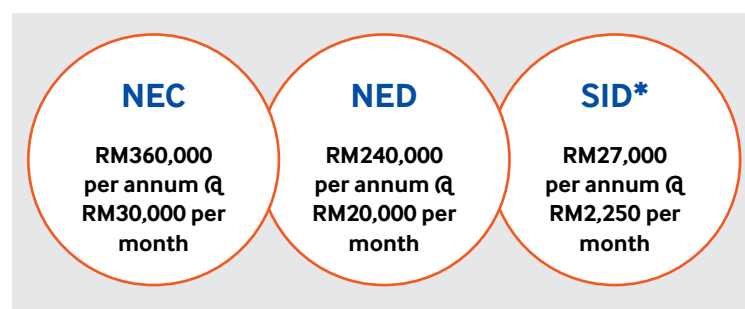 NEC
RM360,000
per annum @
RM30,000 per
month
NED
RM240,000
per annum @
RM20,000 per
month
SID*
RM27,000
per annum @
RM2,250 per
month